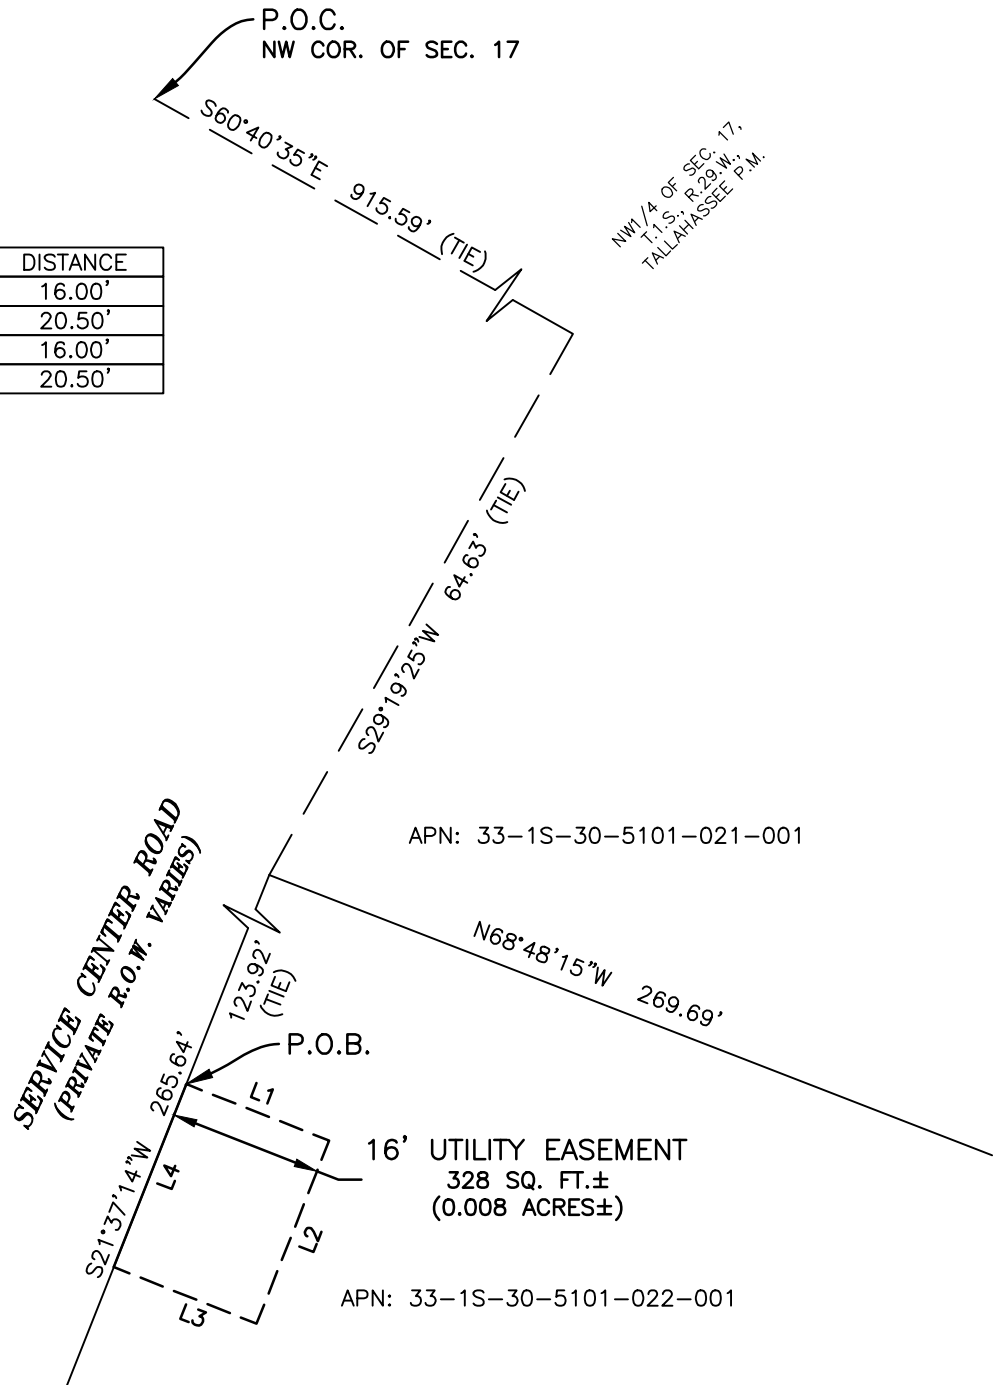 P.O.C.
NW COR. OF SEC. 17
S60°40'35"E 915.59' (TIE)
NW1/4 OF SEC. 17,
T.1.S., R.29.W.,
TALLAHASSEE P.M.
DISTANCE
16.00'
20.50'
16.00'
20.50'
S29°19'25"W 64.63' (TIE)
APN: 33-1S-30-5101-021-001
SERVICE CENTER ROAD
(PRIVATE R.O.W. VARIES)
N68°48'15"W 269.69'
123.92'
(TIE)
P.O.B.
S21°37'14"W 265.64'
L1
16' UTILITY EASEMENT
328 SQ. FT.±
(0.008 ACRES±)
L4
L2
L3
APN: 33-1S-30-5101-022-001